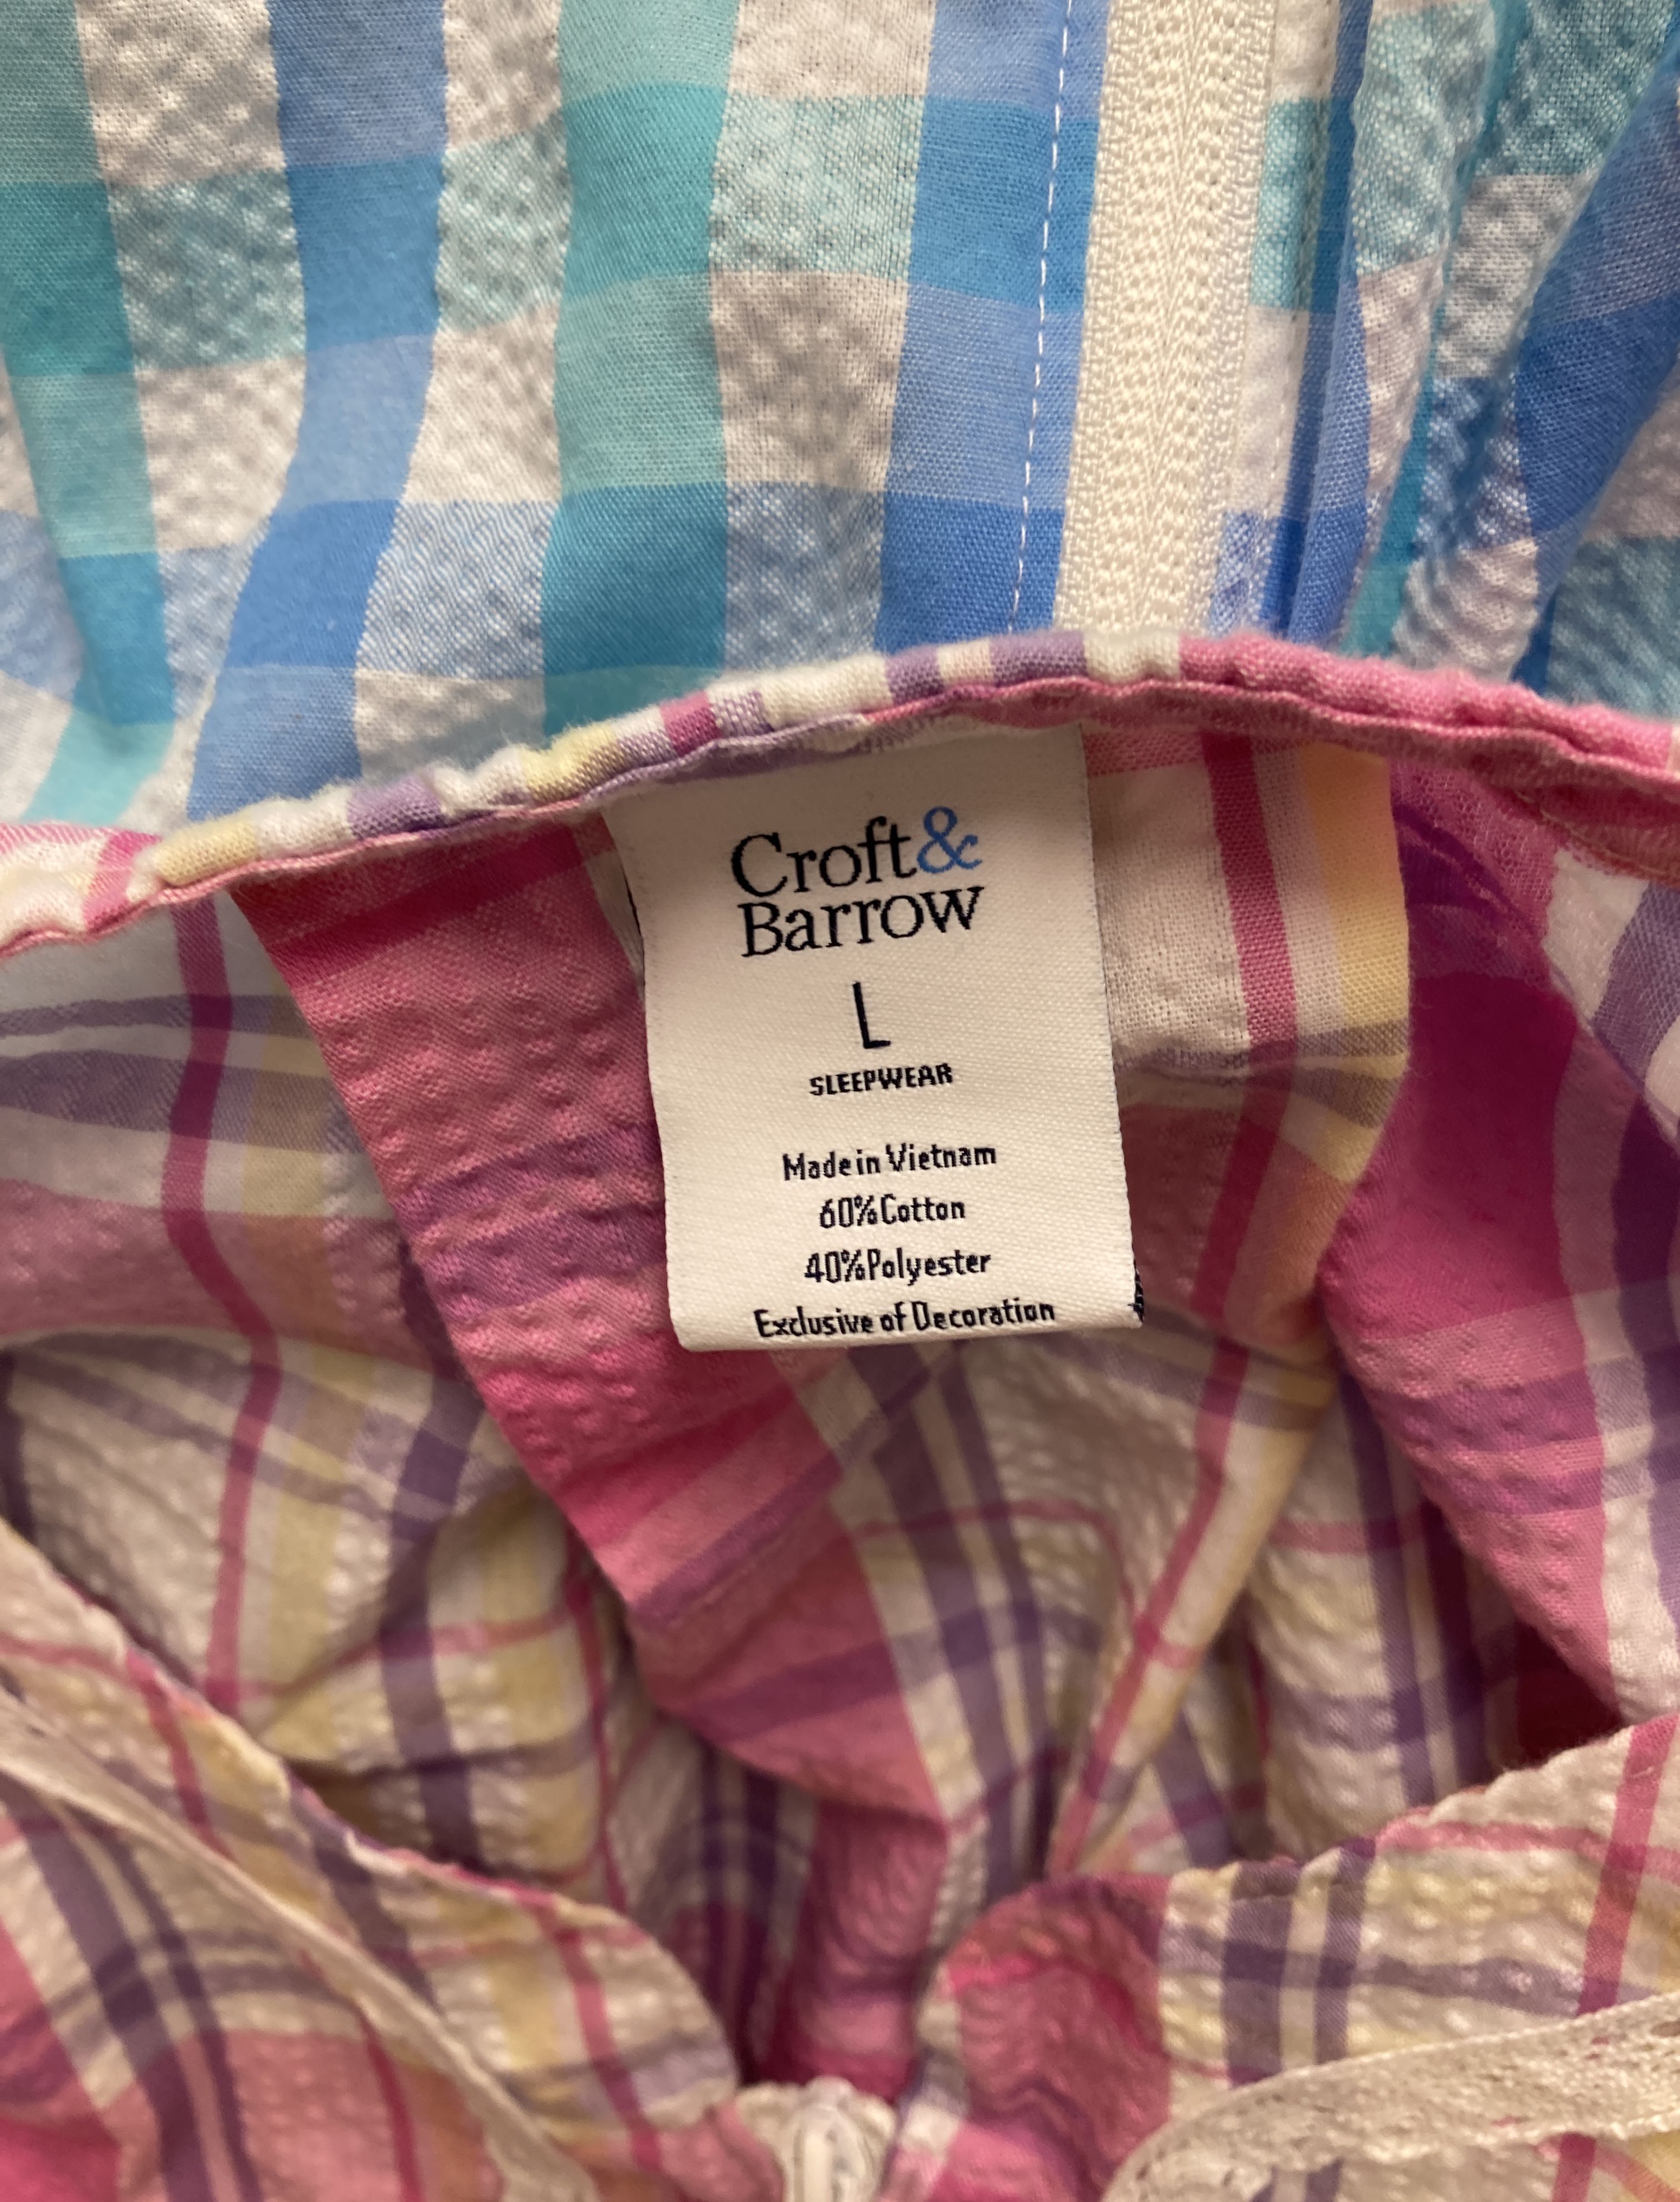 Croft&
Barrow
L
SLEEPWEAR
Made in Vietnam
60% Cotton
40% Polyester
Exclusive of Decoration